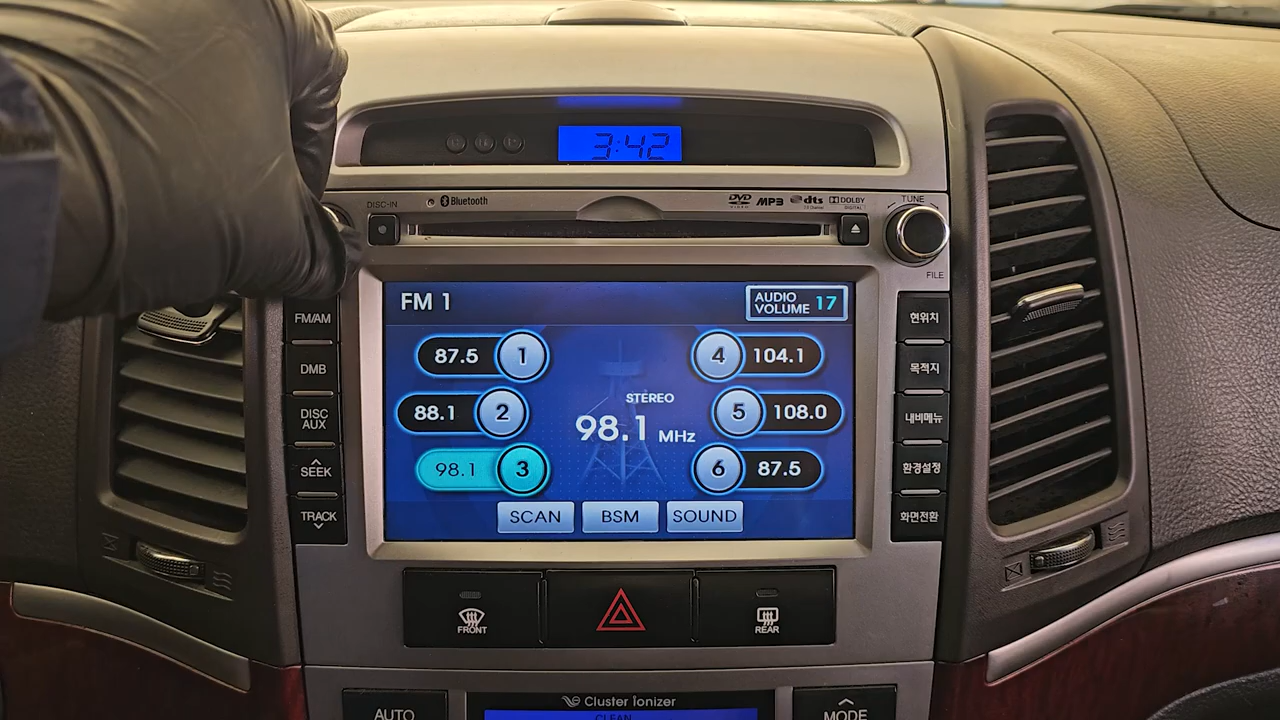 3:42
DISC-IN
Bluetooth
DVD
VIDEO
MP3
dts
DOLBY
DIGITAL
TUNE
FILE
FM/AM
DMB
DISC
AUX
SEEK
TRACK
FM 1
AUDIO
VOLUME 17
87.5 1
88.1 2
98.1 3
STEREO
98.1 MHz
4 104.1
5 108.0
6 87.5
SCAN BSM SOUND
현위치
목적지
내비메뉴
환경설정
화면전환
FRONT
REAR
AUTO
Cluster Ionizer
CLEAN
MODE